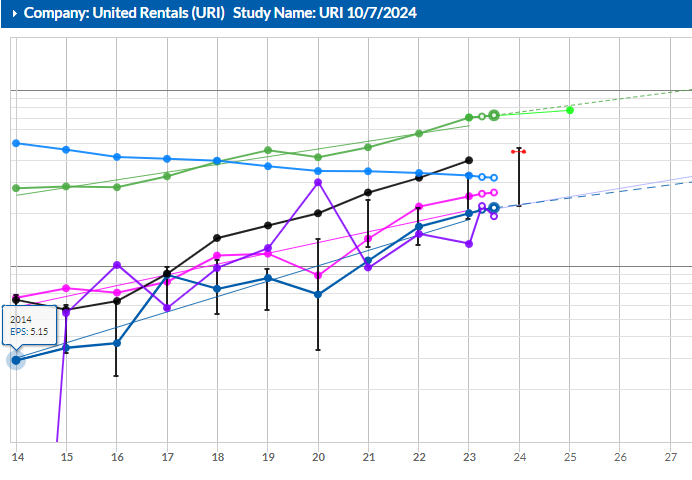 Company: United Rentals (URI) Study Name: URI 10/7/2024
2014
EPS: 5.15
14 15 16 17 18 19 20 21 22 23 24 25 26 27